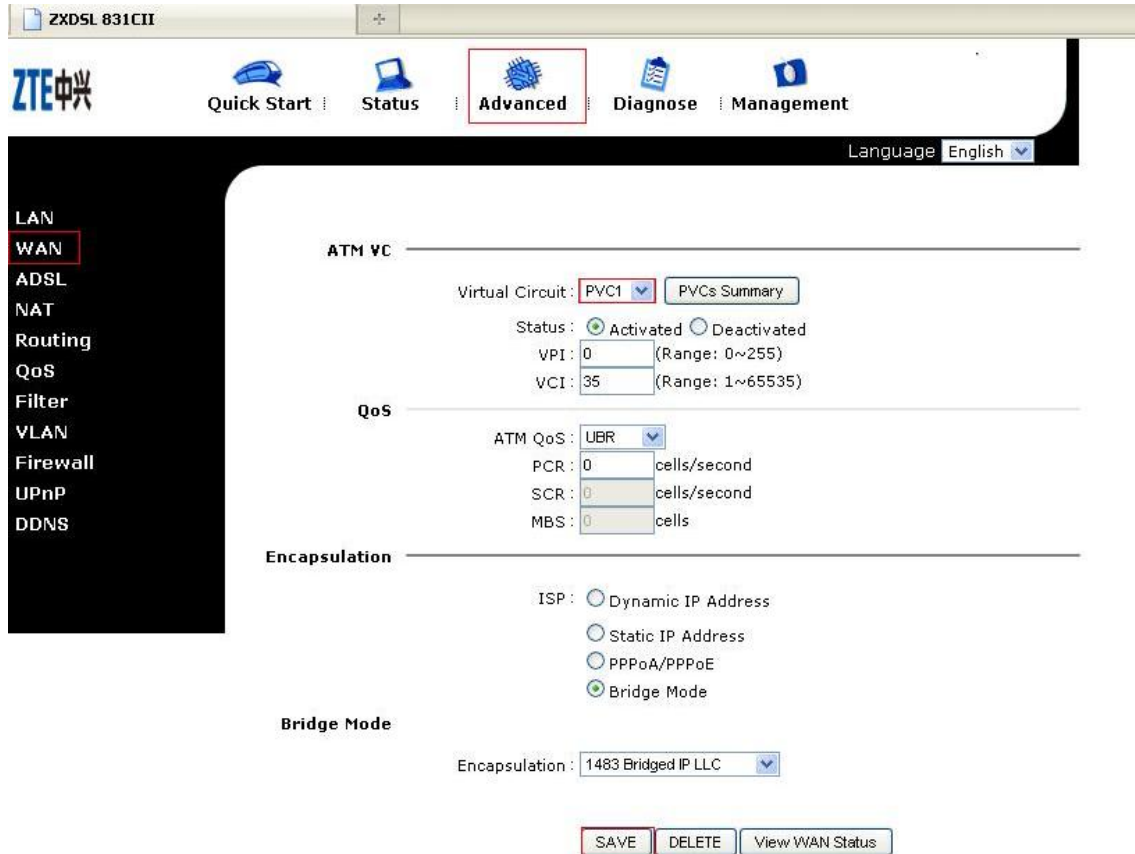 ZXDSL 831CII
ZTE中兴
Quick Start
Status
Advanced
Diagnose
Management
Language English
LAN
WAN
ADSL
NAT
Routing
QoS
Filter
VLAN
Firewall
UPnP
DDNS
ATM VC
Virtual Circuit : PVC1 PVCs Summary
Status : Activated Deactivated
VPI : 0 (Range: 0~255)
VCI : 35 (Range: 1~65535)
QoS
ATM QoS : UBR
PCR : 0 cells/second
SCR : 0 cells/second
MBS : 0 cells
Encapsulation
ISP : Dynamic IP Address
Static IP Address
PPPoA/PPPoE
Bridge Mode
Bridge Mode
Encapsulation : 1483 Bridged IP LLC
SAVE DELETE View WAN Status